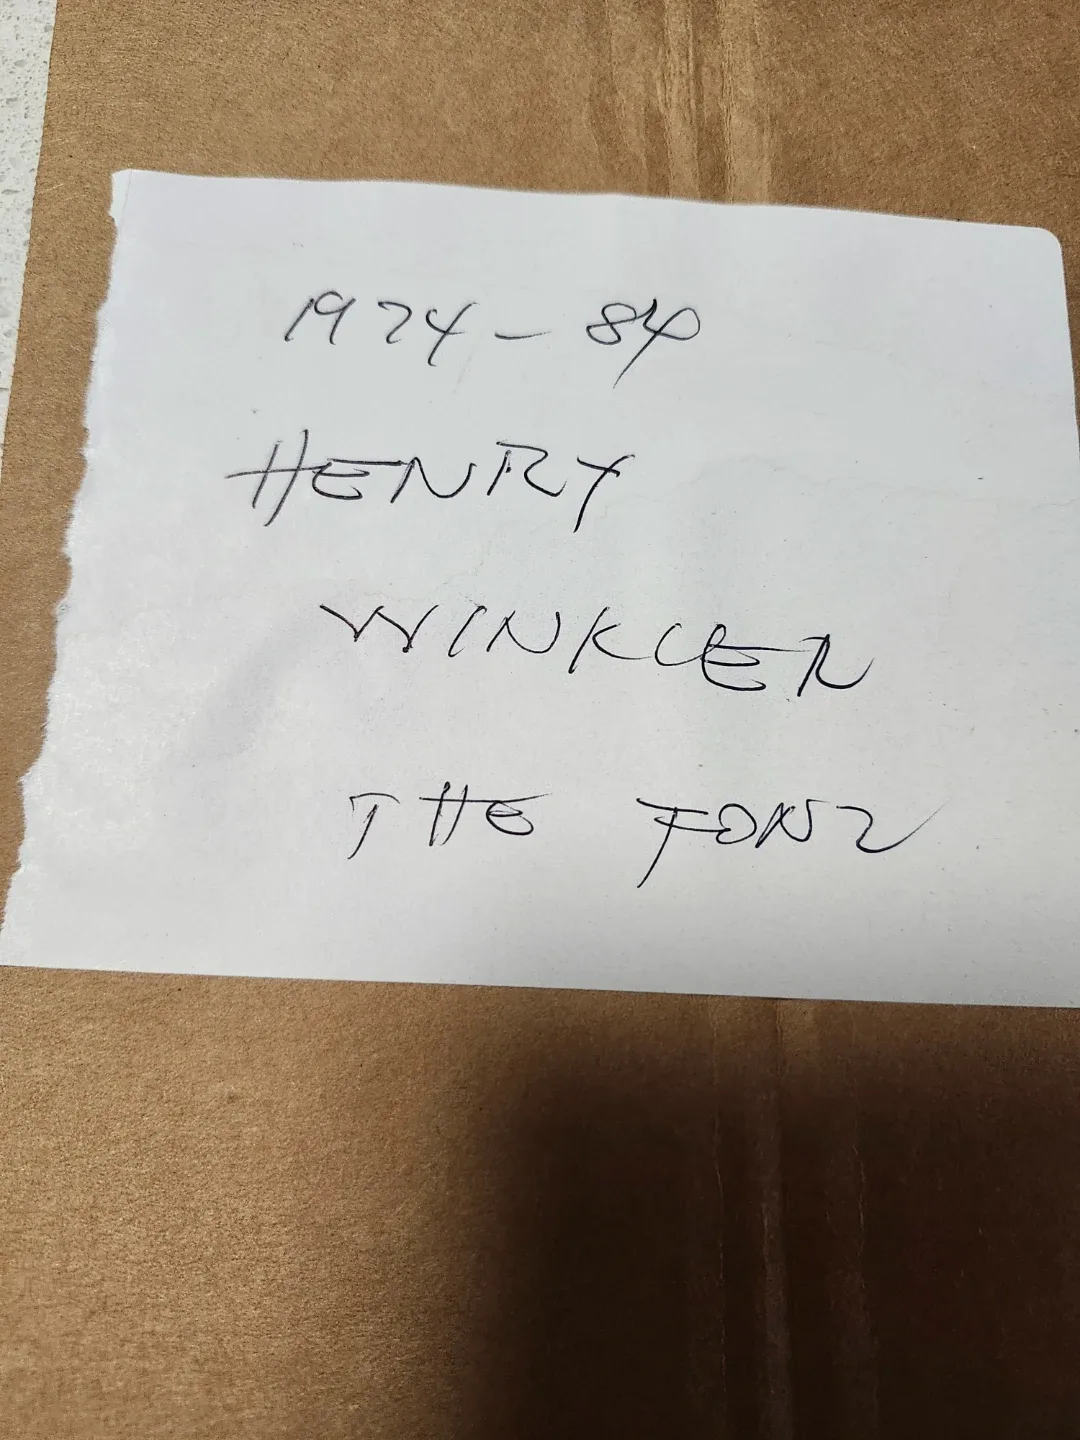 1974-84
HENRY
WINKLER
THE FONZ